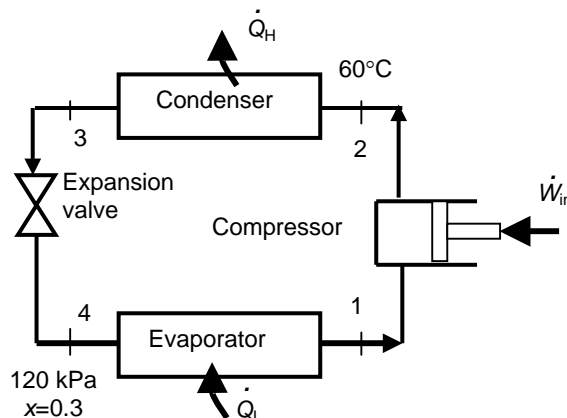 Q̇H
60°C
Condenser
3
2
Expansion
valve
Compressor
Ẇin
4
1
Evaporator
120 kPa
x=0.3
Q̇L